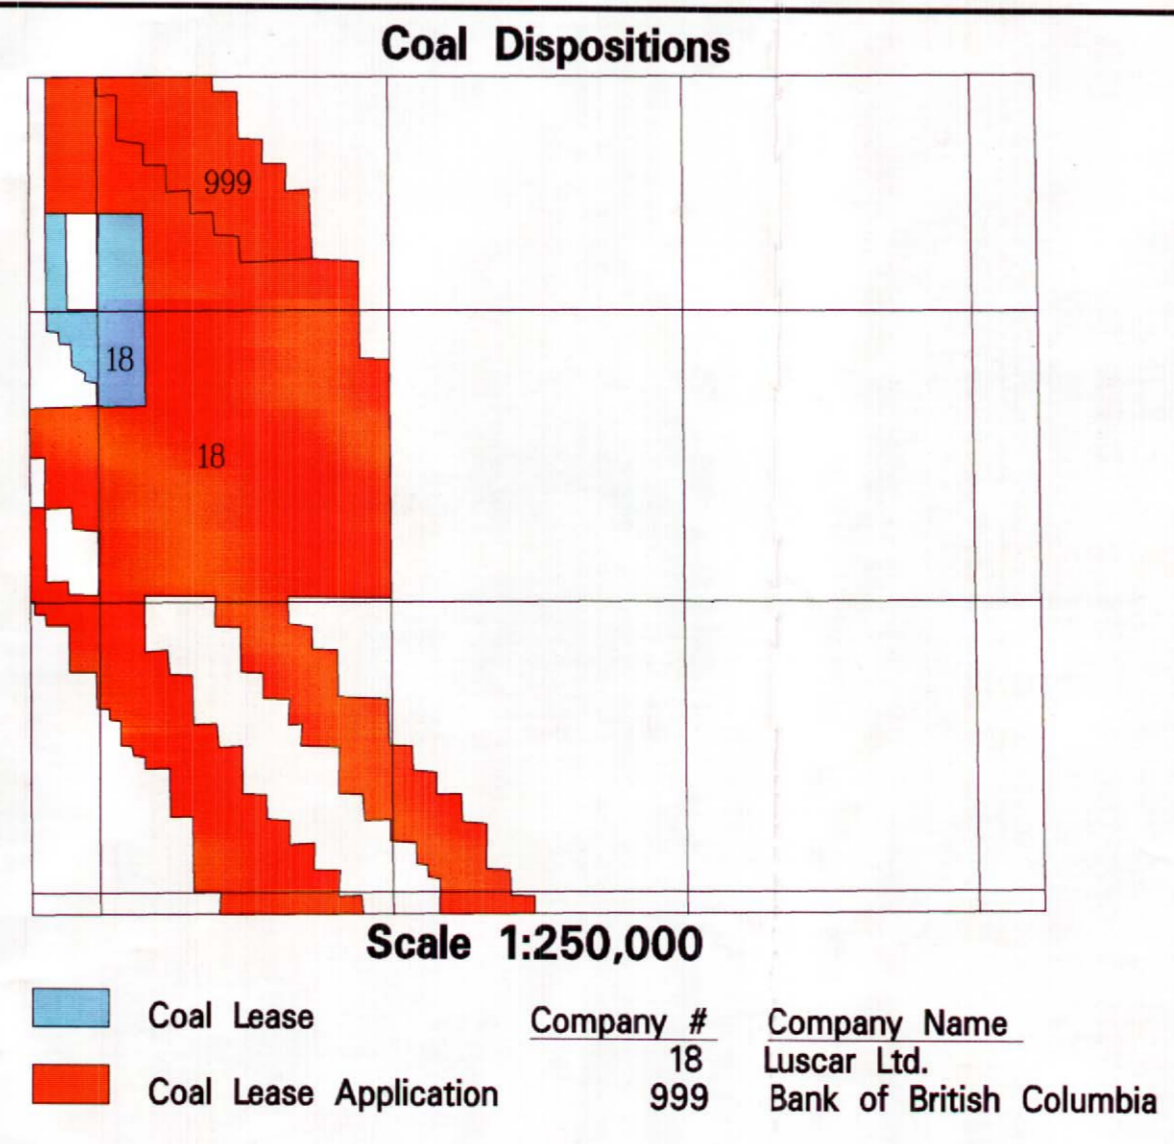 Coal Dispositions
999
18
18
Scale 1:250,000
Coal Lease
Coal Lease Application
Company # Company Name
18 Luscar Ltd.
999 Bank of British Columbia